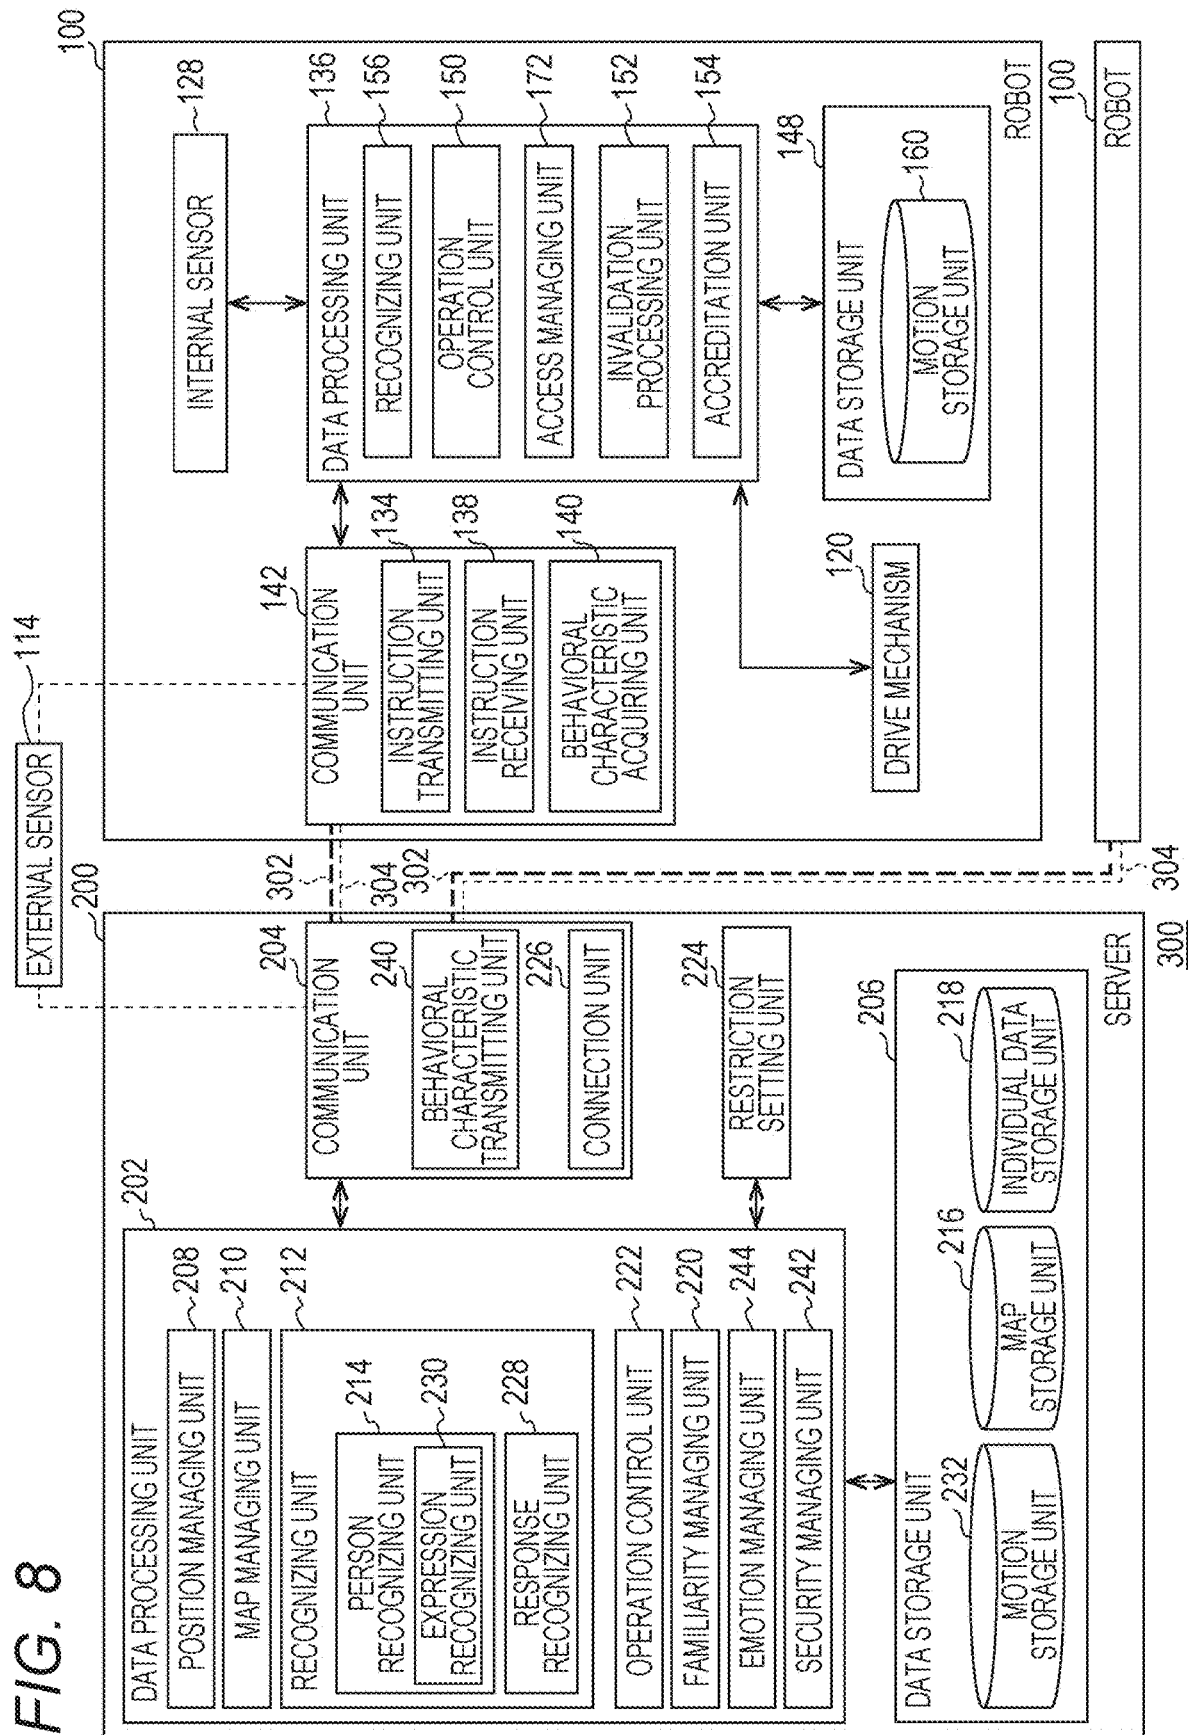 FIG. 8
EXTERNAL SENSOR
114
200
202
DATA PROCESSING UNIT
POSITION MANAGING UNIT
208
MAP MANAGING UNIT
210
RECOGNIZING UNIT
212
PERSON
RECOGNIZING UNIT
214
EXPRESSION
RECOGNIZING UNIT
230
RESPONSE
RECOGNIZING UNIT
228
OPERATION CONTROL UNIT
222
FAMILIARITY MANAGING UNIT
220
EMOTION MANAGING UNIT
244
SECURITY MANAGING UNIT
242
204
COMMUNICATION
UNIT
240
BEHAVIORAL
CHARACTERISTIC
TRANSMITTING UNIT
226
CONNECTION UNIT
RESTRICTION
SETTING UNIT
224
206
DATA STORAGE UNIT
232
MOTION
STORAGE UNIT
216
MAP
STORAGE UNIT
218
INDIVIDUAL DATA
STORAGE UNIT
SERVER
300
302
304
302
304
100
INTERNAL SENSOR
128
142
COMMUNICATION
UNIT
INSTRUCTION
TRANSMITTING UNIT
134
INSTRUCTION
RECEIVING UNIT
138
BEHAVIORAL
CHARACTERISTIC
ACQUIRING UNIT
140
DATA PROCESSING UNIT
136
RECOGNIZING UNIT
156
OPERATION
CONTROL UNIT
150
ACCESS MANAGING UNIT
172
INVALIDATION
PROCESSING UNIT
152
ACCREDITATION UNIT
154
DRIVE MECHANISM
120
DATA STORAGE UNIT
148
MOTION
STORAGE UNIT
160
ROBOT
100
ROBOT